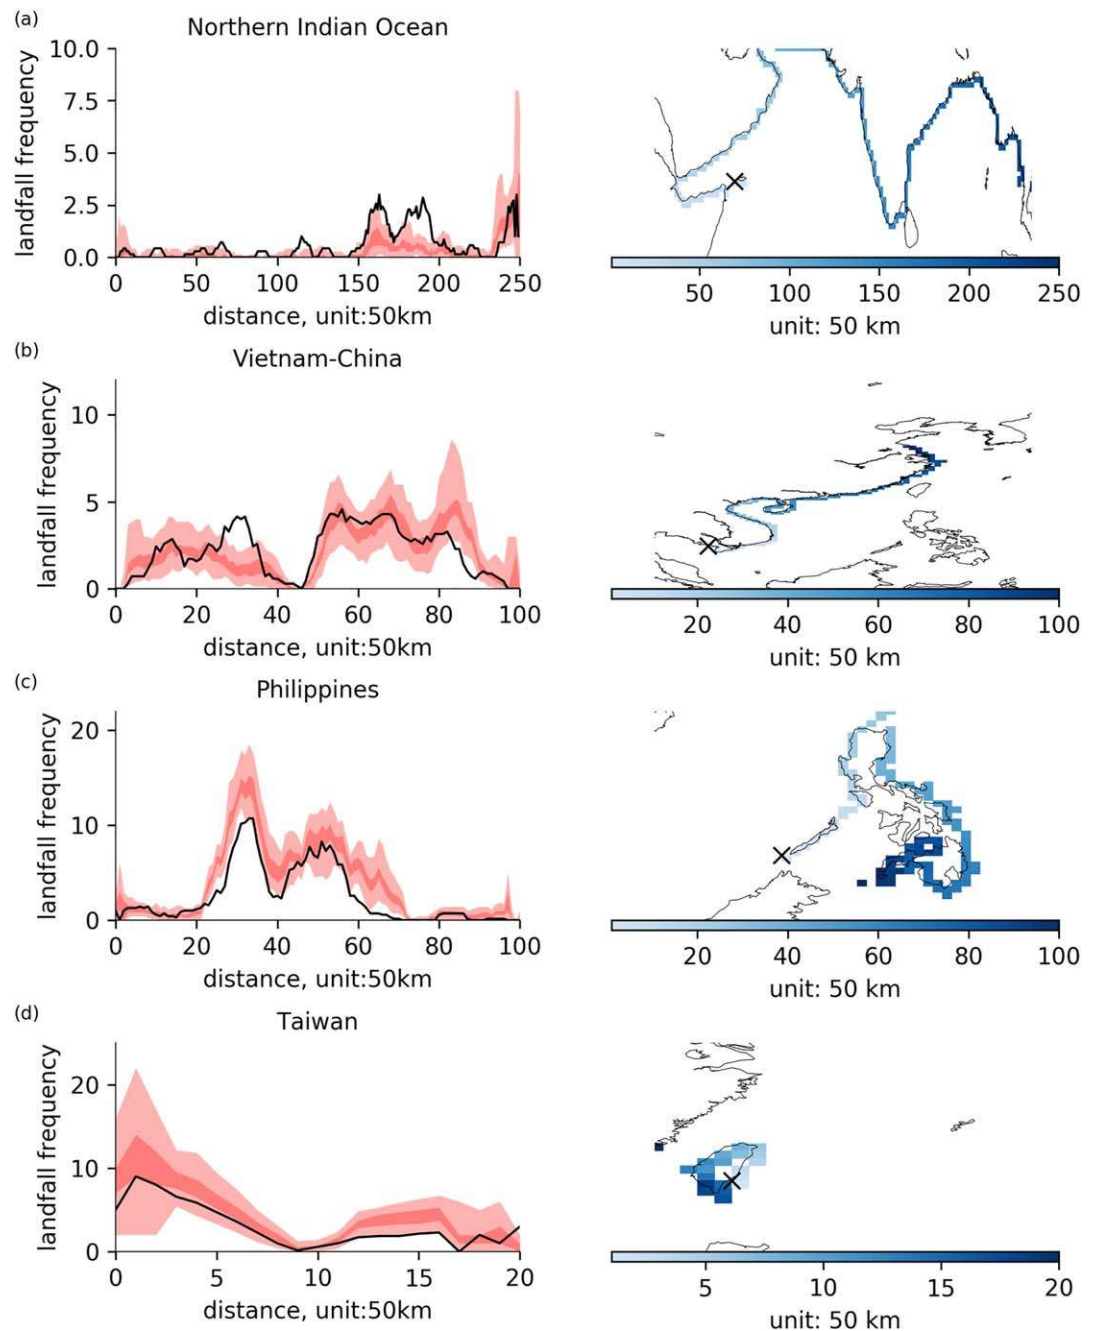 (a)
Northern Indian Ocean
landfall frequency
10.0
7.5
5.0
2.5
0.0
0 50 100 150 200 250
distance, unit:50km
50 100 150 200 250
unit: 50 km
(b)
Vietnam-China
landfall frequency
10
5
0
0 20 40 60 80 100
distance, unit:50km
20 40 60 80 100
unit: 50 km
(c)
Philippines
landfall frequency
20
10
0
0 20 40 60 80 100
distance, unit:50km
20 40 60 80 100
unit: 50 km
(d)
Taiwan
landfall frequency
20
10
0
0 5 10 15 20
distance, unit:50km
5 10 15 20
unit: 50 km